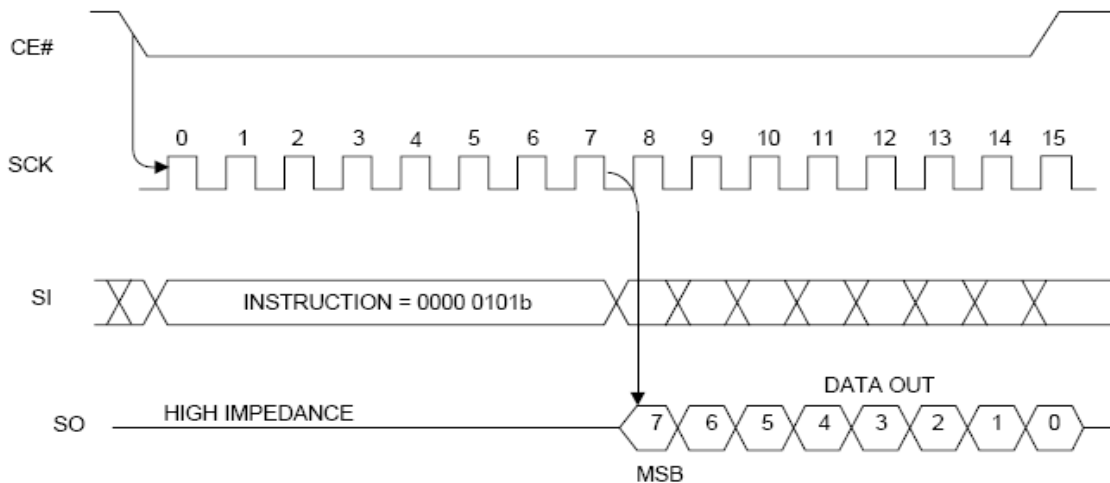 CE#
0 1 2 3 4 5 6 7 8 9 10 11 12 13 14 15
SCK
SI INSTRUCTION = 0000 0101b
DATA OUT
HIGH IMPEDANCE
SO 7 6 5 4 3 2 1 0
MSB